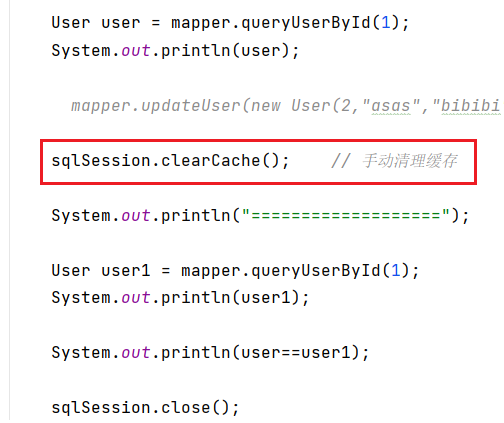 User user = mapper.queryUserById(1);
System.out.println(user);
mapper.updateUser(new User(2,"asas","bibibi
sqlSession.clearCache();    // 手动清理缓存
System.out.println("===================");
User user1 = mapper.queryUserById(1);
System.out.println(user1);
System.out.println(user==user1);
sqlSession.close();